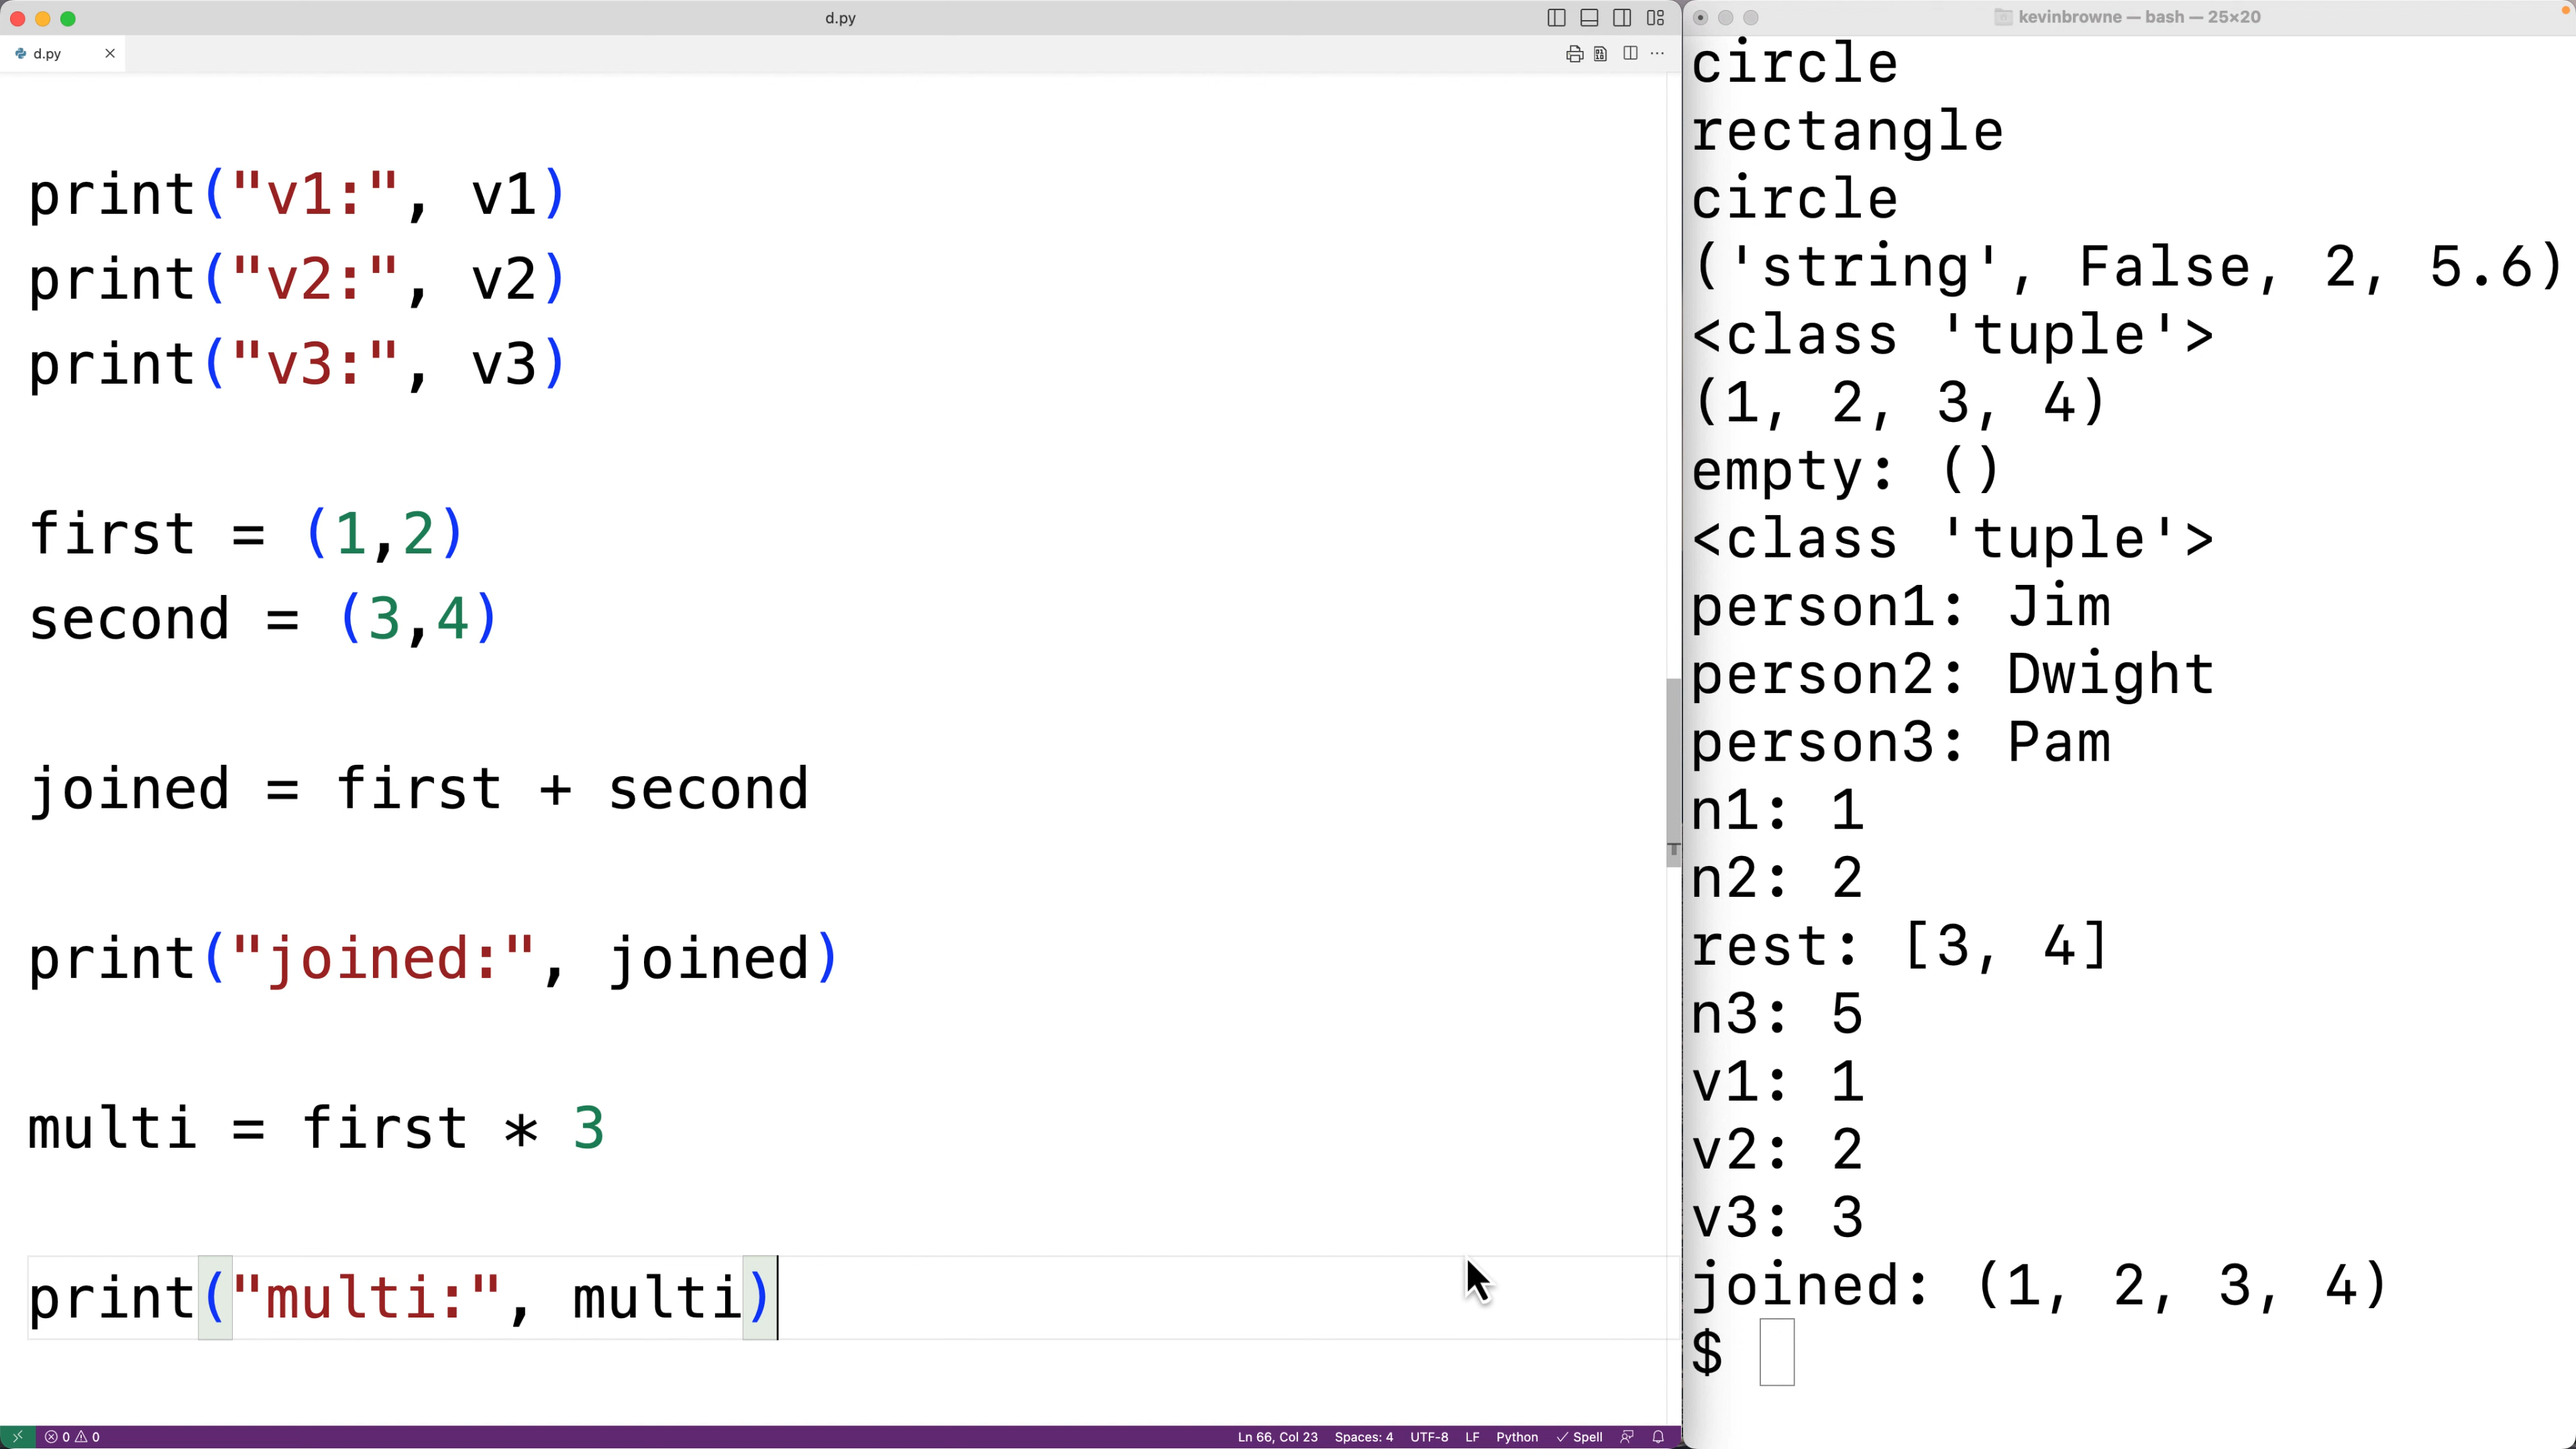 d.py
d.py
print("v1:", v1)
print("v2:", v2)
print("v3:", v3)
first = (1,2)
second = (3,4)
joined = first + second
print("joined:", joined)
multi = first * 3
print("multi:", multi)
0 0
Ln 66, Col 23 Spaces: 4 UTF-8 LF Python Spell
kevinbrowne — bash — 25×20
circle
rectangle
circle
('string', False, 2, 5.6)
<class 'tuple'>
(1, 2, 3, 4)
empty: ()
<class 'tuple'>
person1: Jim
person2: Dwight
person3: Pam
n1: 1
n2: 2
rest: [3, 4]
n3: 5
v1: 1
v2: 2
v3: 3
joined: (1, 2, 3, 4)
$